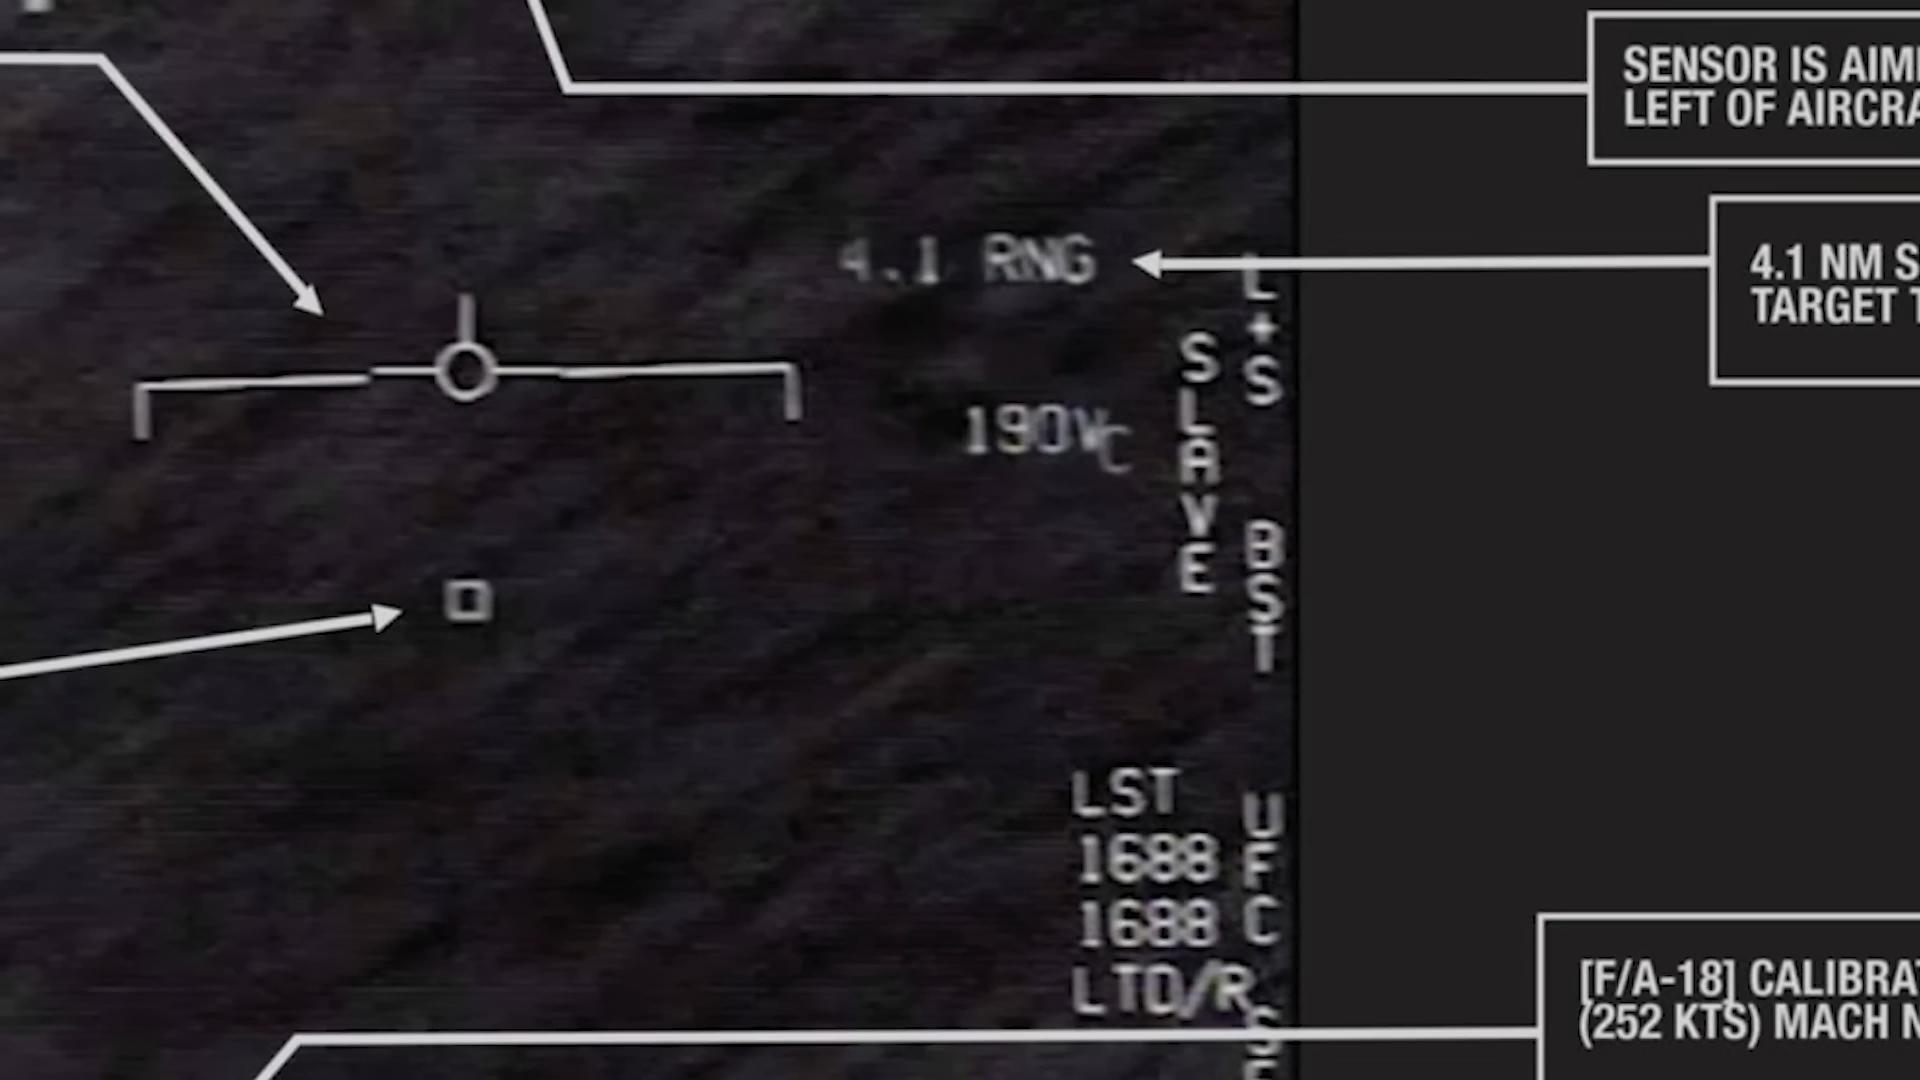 SENSOR IS AIM
LEFT OF AIRCRA
4.1 RNG
4.1 NM S
TARGET T
L+S
SLAVE
190VC
BST
LST
1688
1688
LTD/R
UFC
[F/A-18] CALIBRA
(252 KTS) MACH N